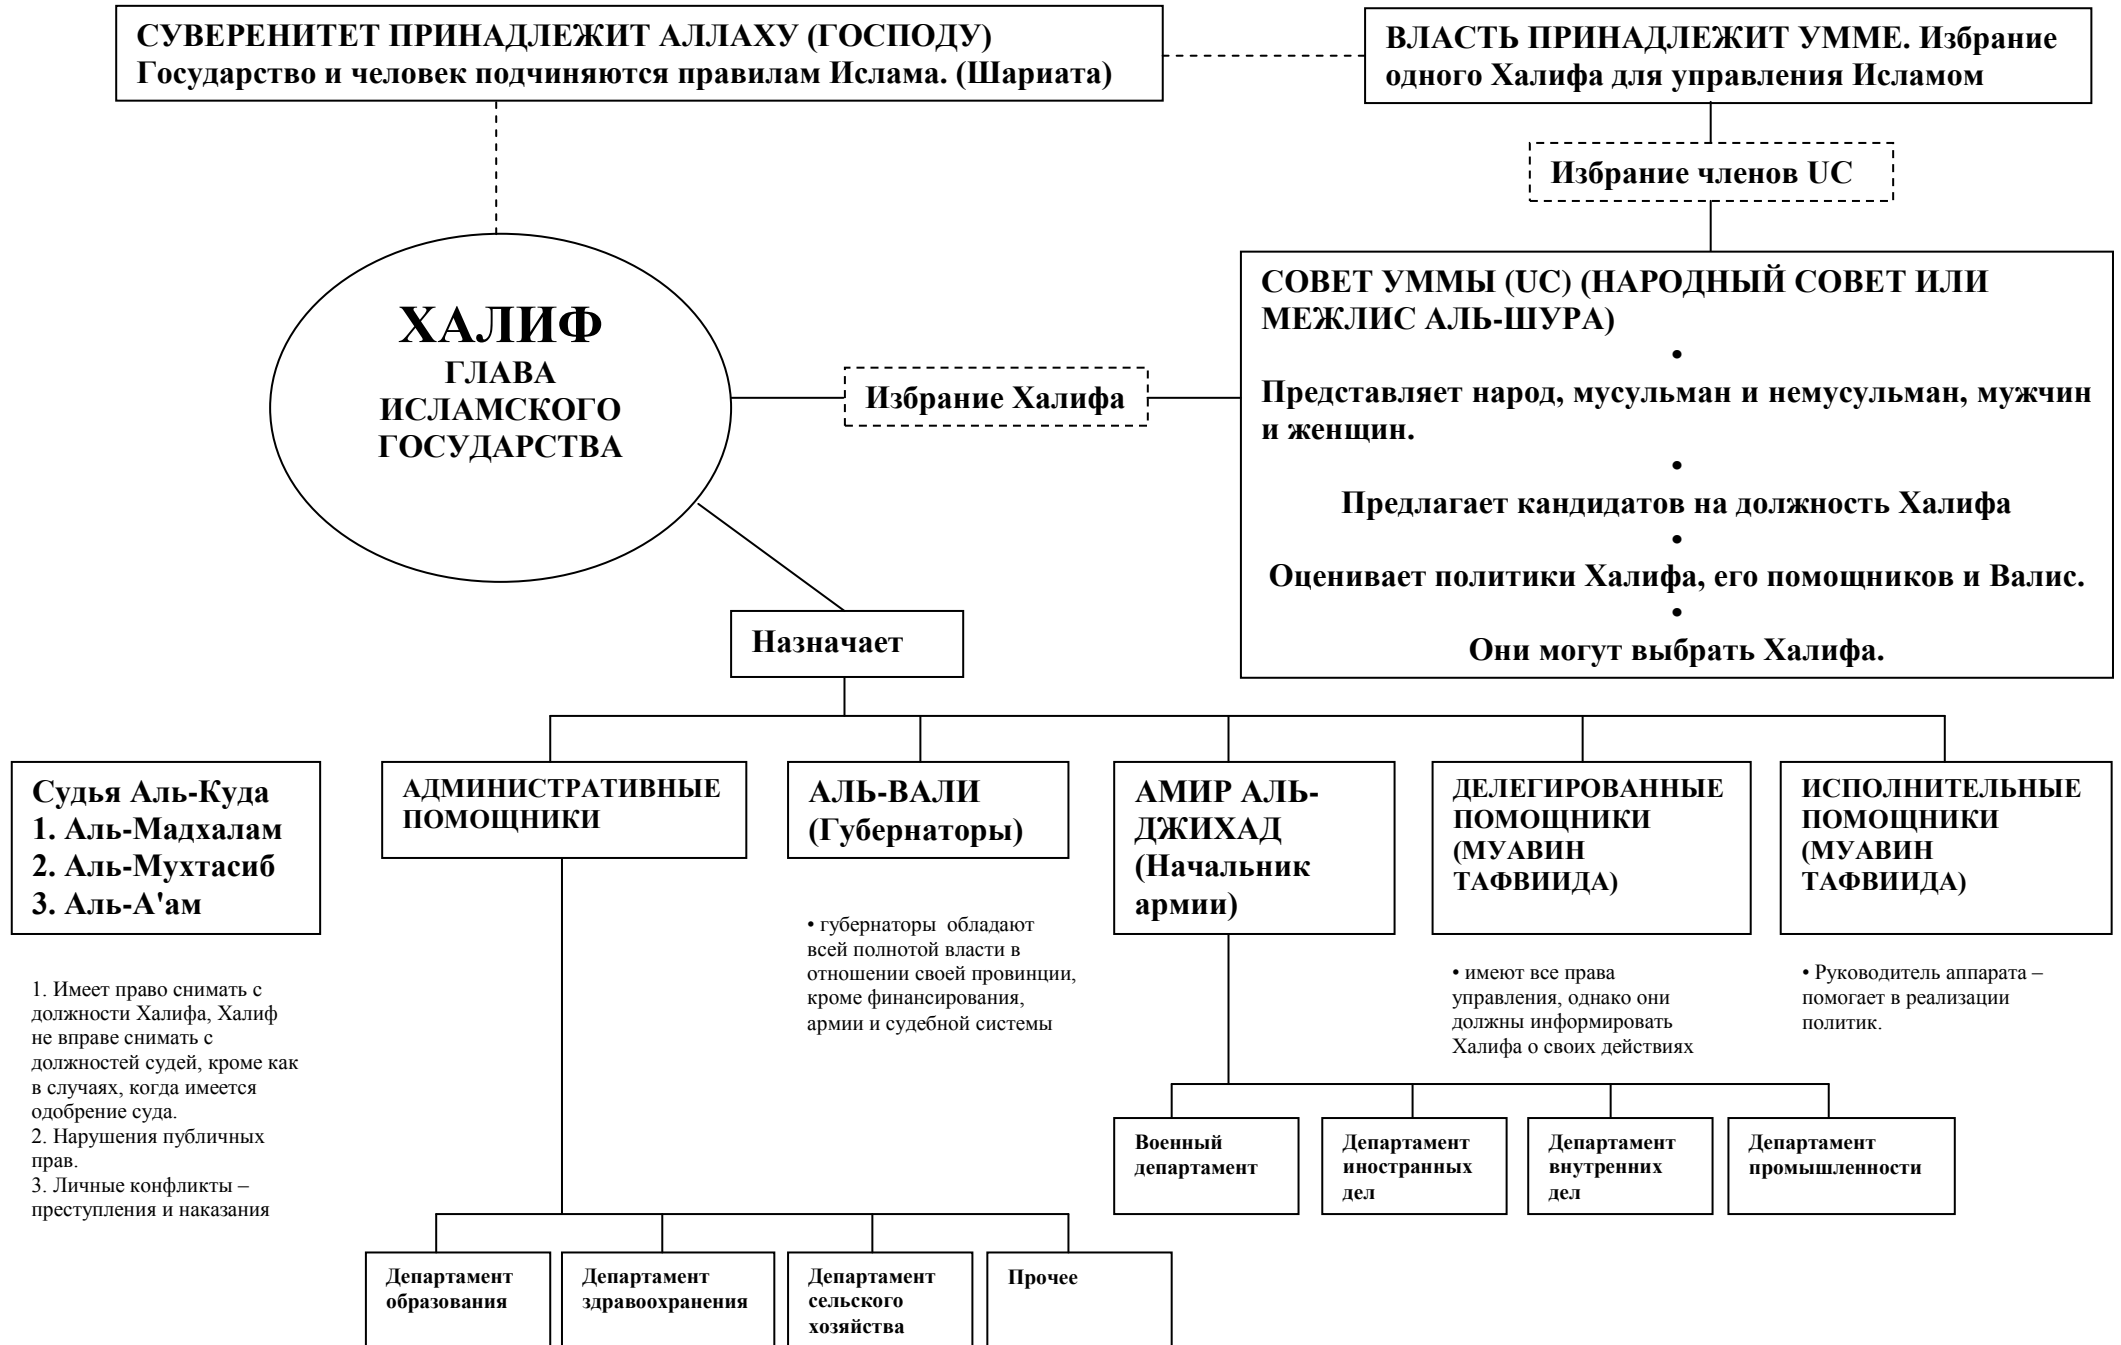 СУВЕРЕНИТЕТ ПРИНАДЛЕЖИТ АЛЛАХУ (ГОСПОДУ)
Государство и человек подчиняются правилам Ислама. (Шариата)
ВЛАСТЬ ПРИНАДЛЕЖИТ УММЕ. Избрание
одного Халифа для управления Исламом
Избрание членов UC
ХАЛИФ
ГЛАВА
ИСЛАМСКОГО
ГОСУДАРСТВА
Избрание Халифа
СОВЕТ УММЫ (UC) (НАРОДНЫЙ СОВЕТ ИЛИ
МЕЖЛИС АЛЬ-ШУРА)
•
Представляет народ, мусульман и немусульман, мужчин
и женщин.
•
Предлагает кандидатов на должность Халифа
•
Оценивает политики Халифа, его помощников и Валис.
•
Они могут выбрать Халифа.
Назначает
Судья Аль-Куда
1. Аль-Мадхалам
2. Аль-Мухтасиб
3. Аль-А'ам
1. Имеет право снимать с
должности Халифа, Халиф
не вправе снимать с
должностей судей, кроме как
в случаях, когда имеется
одобрение суда.
2. Нарушения публичных
прав.
3. Личные конфликты –
преступления и наказания
АДМИНИСТРАТИВНЫЕ
ПОМОЩНИКИ
АЛЬ-ВАЛИ
(Губернаторы)
• губернаторы обладают
всей полнотой власти в
отношении своей провинции,
кроме финансирования,
армии и судебной системы
АМИР АЛЬ-
ДЖИХАД
(Начальник
армии)
ДЕЛЕГИРОВАННЫЕ
ПОМОЩНИКИ
(МУАВИН
ТАФВИИДА)
• имеют все права
управления, однако они
должны информировать
Халифа о своих действиях
ИСПОЛНИТЕЛЬНЫЕ
ПОМОЩНИКИ
(МУАВИН
ТАФВИИДА)
• Руководитель аппарата –
помогает в реализации
политик.
Военный
департамент
Департамент
иностранных
дел
Департамент
внутренних
дел
Департамент
промышленности
Департамент
образования
Департамент
здравоохранения
Департамент
сельского
хозяйства
Прочее